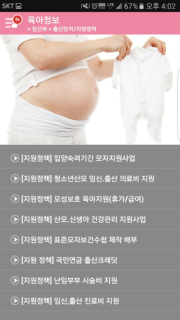 SKT 67% 오후 4:02
N 육아정보
» 임산부 » 출산장려/지원정책
[지원정책] 입양숙려기간 모자지원사업
[지원정책] 청소년산모 임신.출산 의료비 지원
[지원정책] 모성보호 육아지원(휴가/급여)
[지원정책] 산모.신생아 건강관리 지원사업
[지원정책] 표준모자보건수첩 제작 배부
[지원 정책] 국민연금 출산크레딧
[지원정책] 난임부부 시술비 지원
[지원정책] 임신,출산 진료비 지원